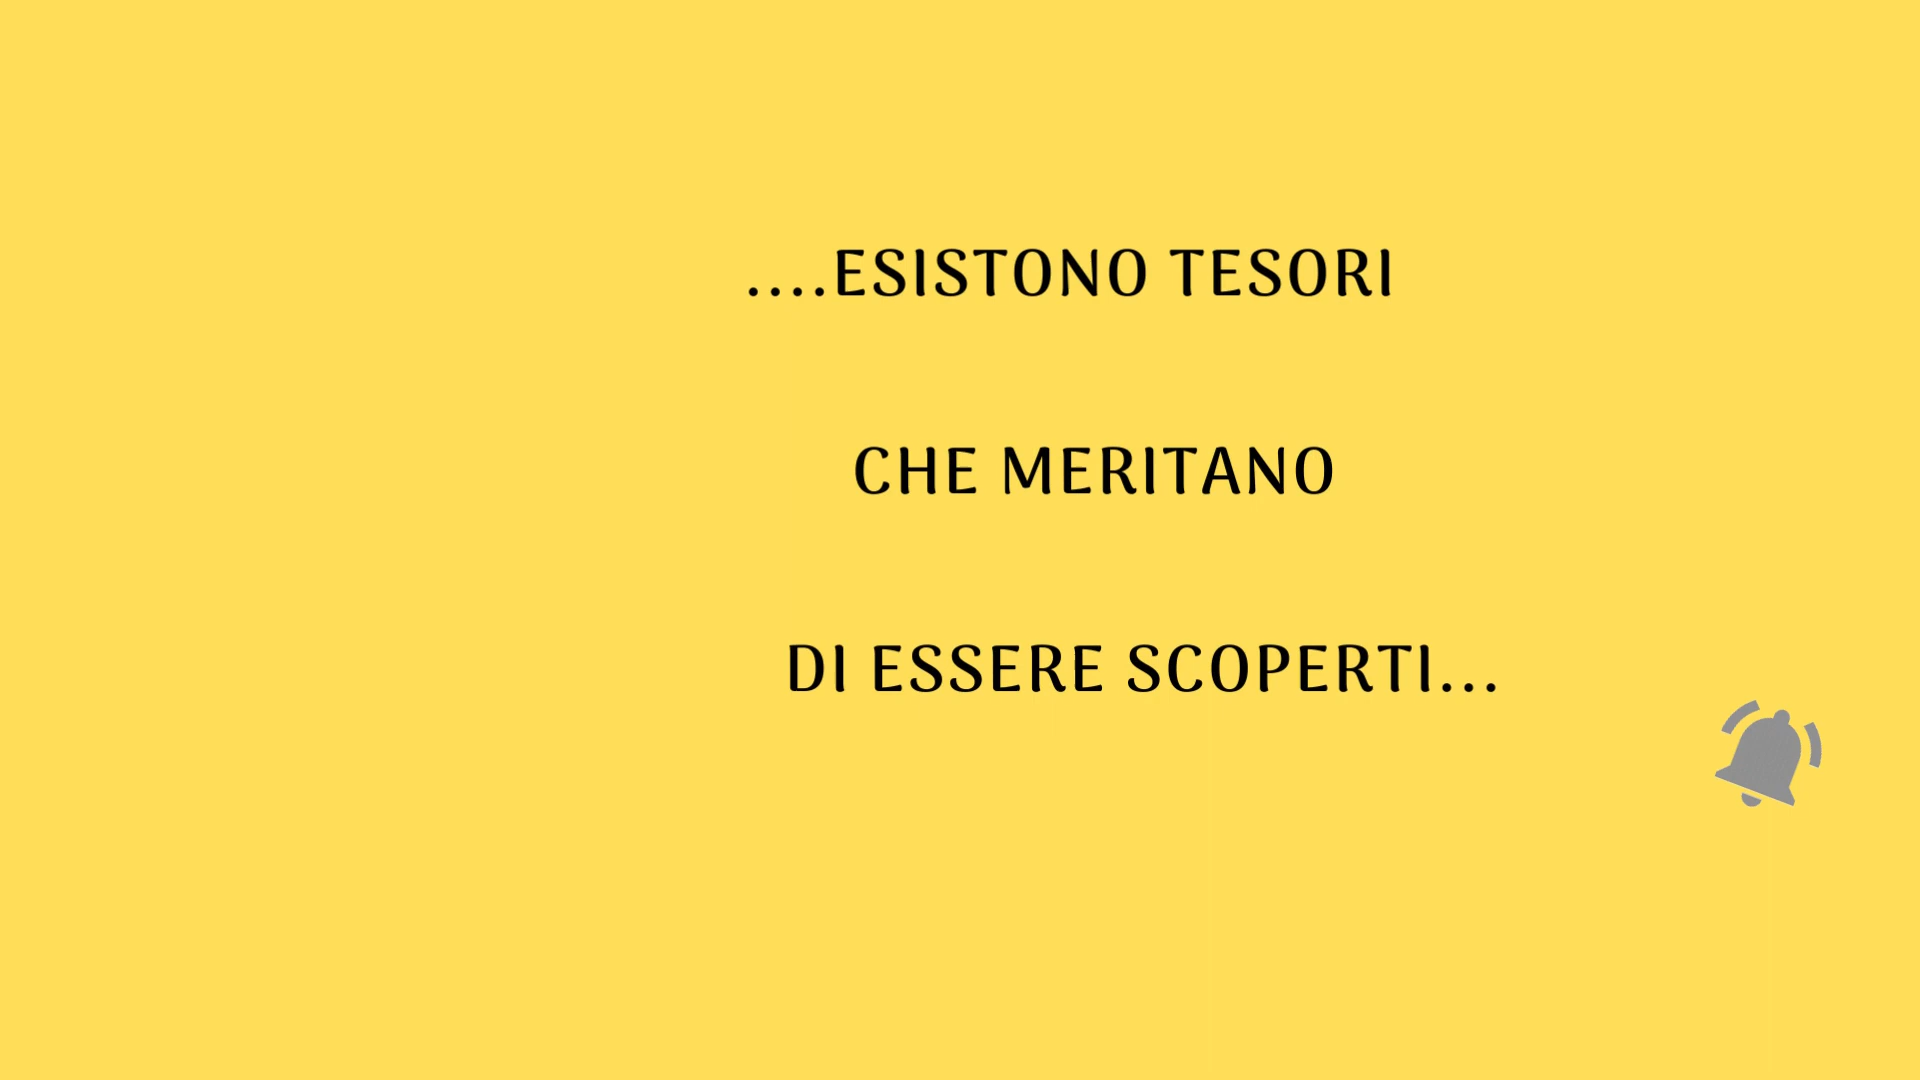 ....ESISTONO TESORI
CHE MERITANO
DI ESSERE SCOPERTI...